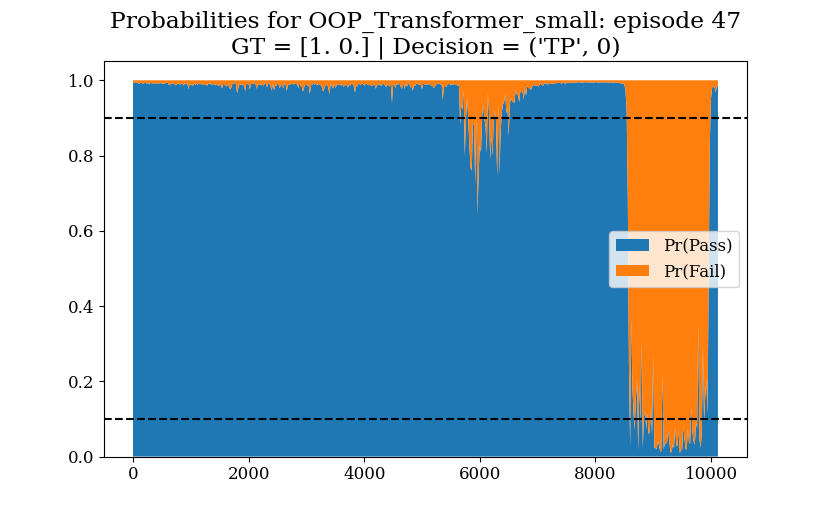 Probabilities for OOP_Transformer_small: episode 47
GT = [1. 0.] | Decision = ('TP', 0)
1.0
0.8
0.6
0.4
0.2
0.0
Pr(Pass)
Pr(Fail)
0 2000 4000 6000 8000 10000